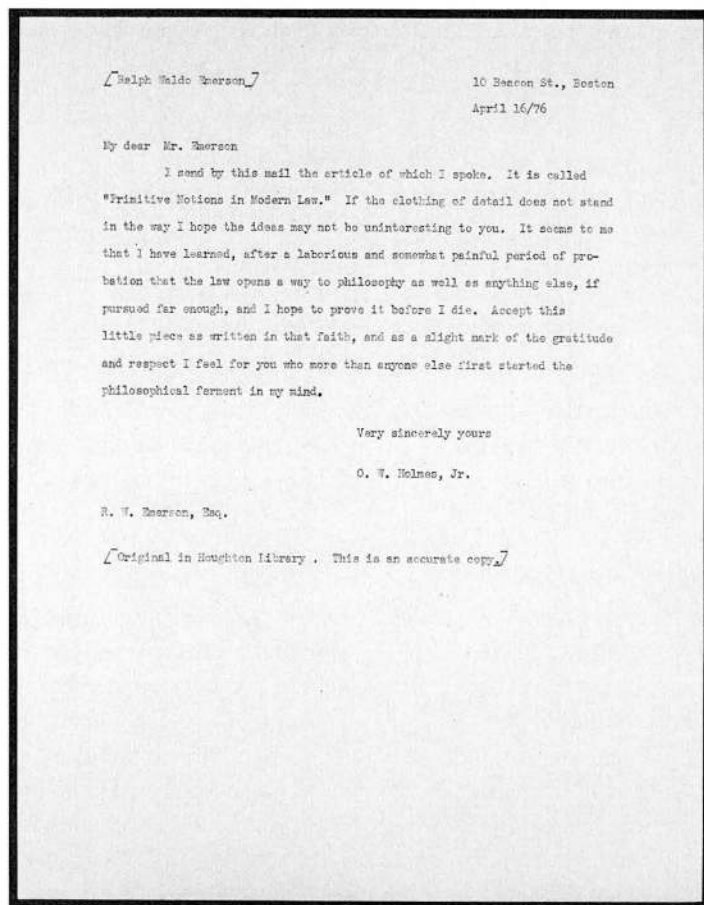 [Ralph Waldo Emerson]
10 Beacon St., Boston
April 16/76
My dear Mr. Emerson
I send by this mail the article of which I spoke. It is called
"Primitive Notions in Modern Law." If the clothing of detail does not stand
in the way I hope the ideas may not be uninteresting to you. It seems to me
that I have learned, after a laborious and somewhat painful period of pro-
bation that the law opens a way to philosophy as well as anything else, if
pursued far enough, and I hope to prove it before I die. Accept this
little piece as written in that faith, and as a slight mark of the gratitude
and respect I feel for you who more than anyone else first started the
philosophical ferment in my mind.
Very sincerely yours
O. W. Holmes, Jr.
R. W. Emerson, Esq.
[Original in Houghton Library . This is an accurate copy.]